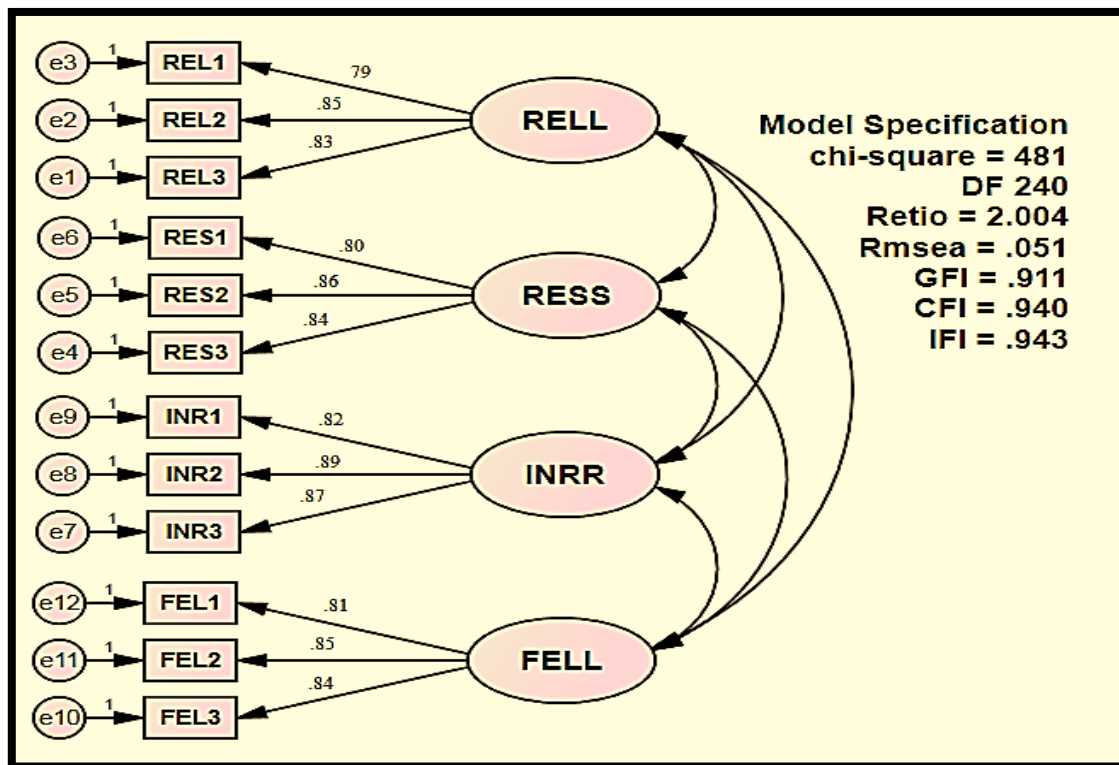 e3 1 REL1 79
e2 1 REL2 .85
e1 1 REL3 .83
RELL
e6 1 RES1 .80
e5 1 RES2 .86
e4 1 RES3 .84
RESS
e9 1 INR1 .82
e8 1 INR2 .89
e7 1 INR3 .87
INRR
e12 1 FEL1 .81
e11 1 FEL2 .85
e10 1 FEL3 .84
FELL
Model Specification
chi-square = 481
DF 240
Retio = 2.004
Rmsea = .051
GFI = .911
CFI = .940
IFI = .943